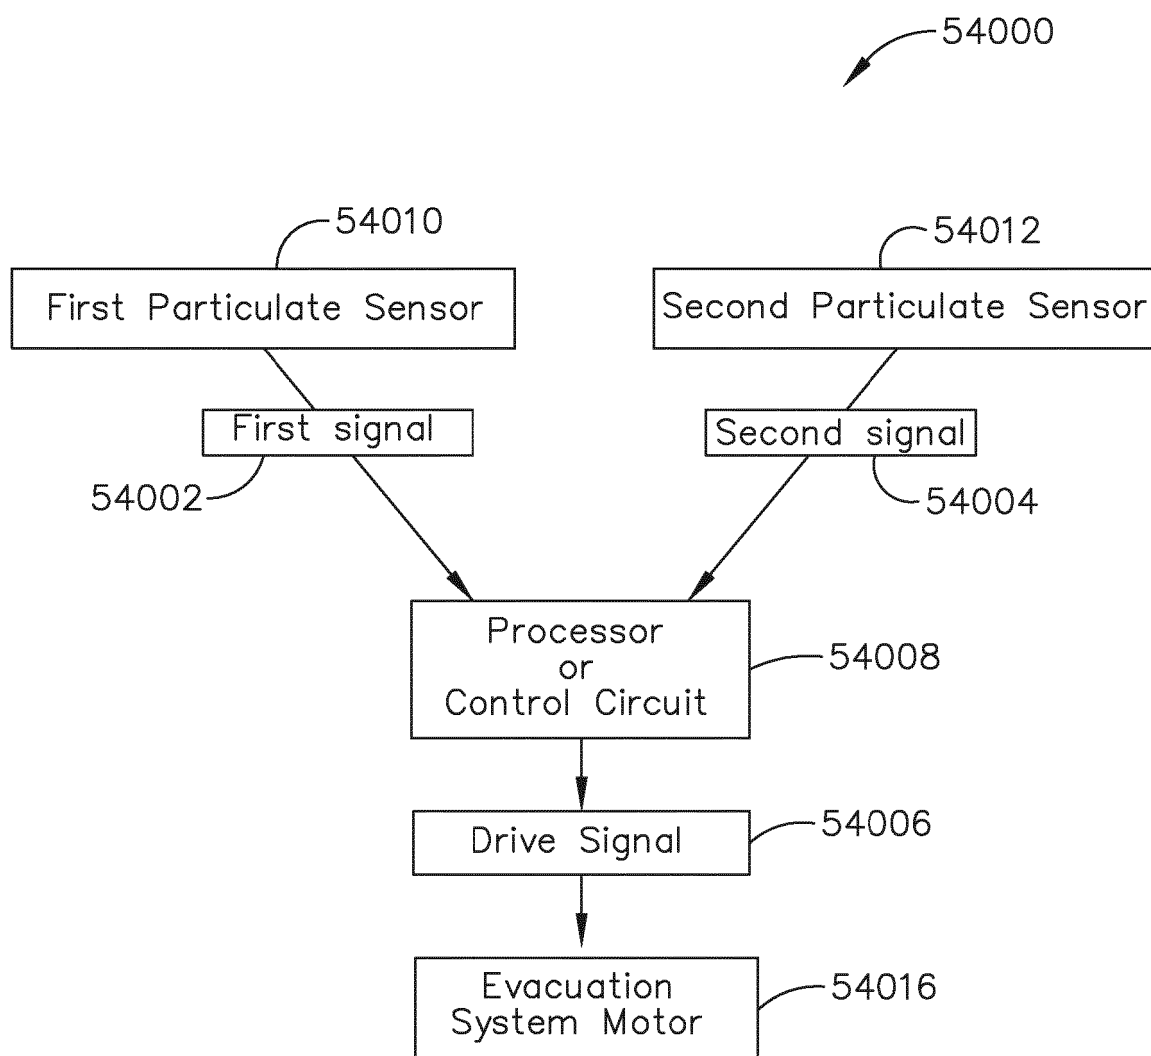 54000
54010
54012
First Particulate Sensor
Second Particulate Sensor
First signal
Second signal
54002
54004
Processor
or
Control Circuit
54008
Drive Signal
54006
Evacuation
System Motor
54016